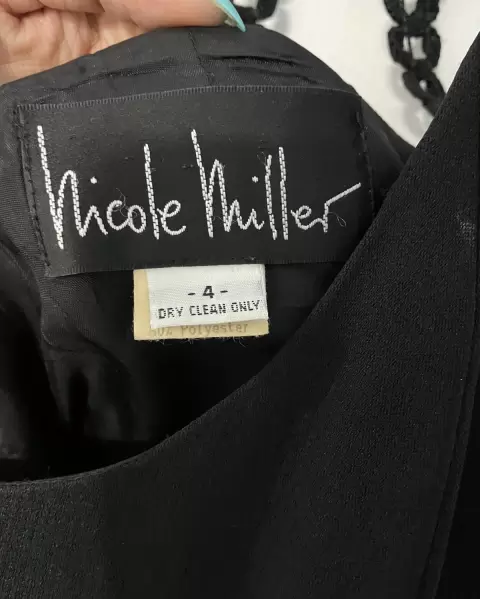 Nicole Miller
- 4 -
DRY CLEAN ONLY
Polyester